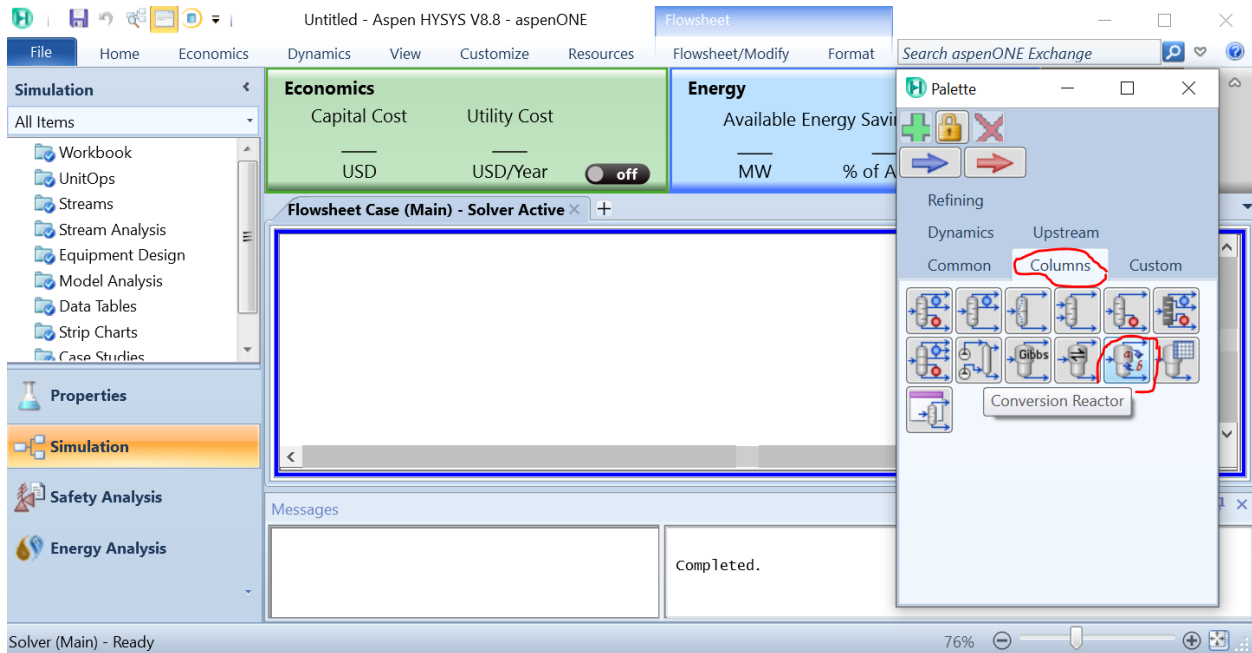 Untitled - Aspen HYSYS V8.8 - aspenONE
Flowsheet
File Home Economics Dynamics View Customize Resources Flowsheet/Modify Format Search aspenONE Exchange
Simulation
All Items
Workbook
UnitOps
Streams
Stream Analysis
Equipment Design
Model Analysis
Data Tables
Strip Charts
Case Studies
Properties
Simulation
Safety Analysis
Energy Analysis
Economics
Capital Cost Utility Cost
USD USD/Year off
Energy
Available Energy Savi
MW % of A
Flowsheet Case (Main) - Solver Active
Messages
Completed.
Palette
Refining
Dynamics Upstream
Common Columns Custom
Gibbs
a
b
Conversion Reactor
Solver (Main) - Ready
76%